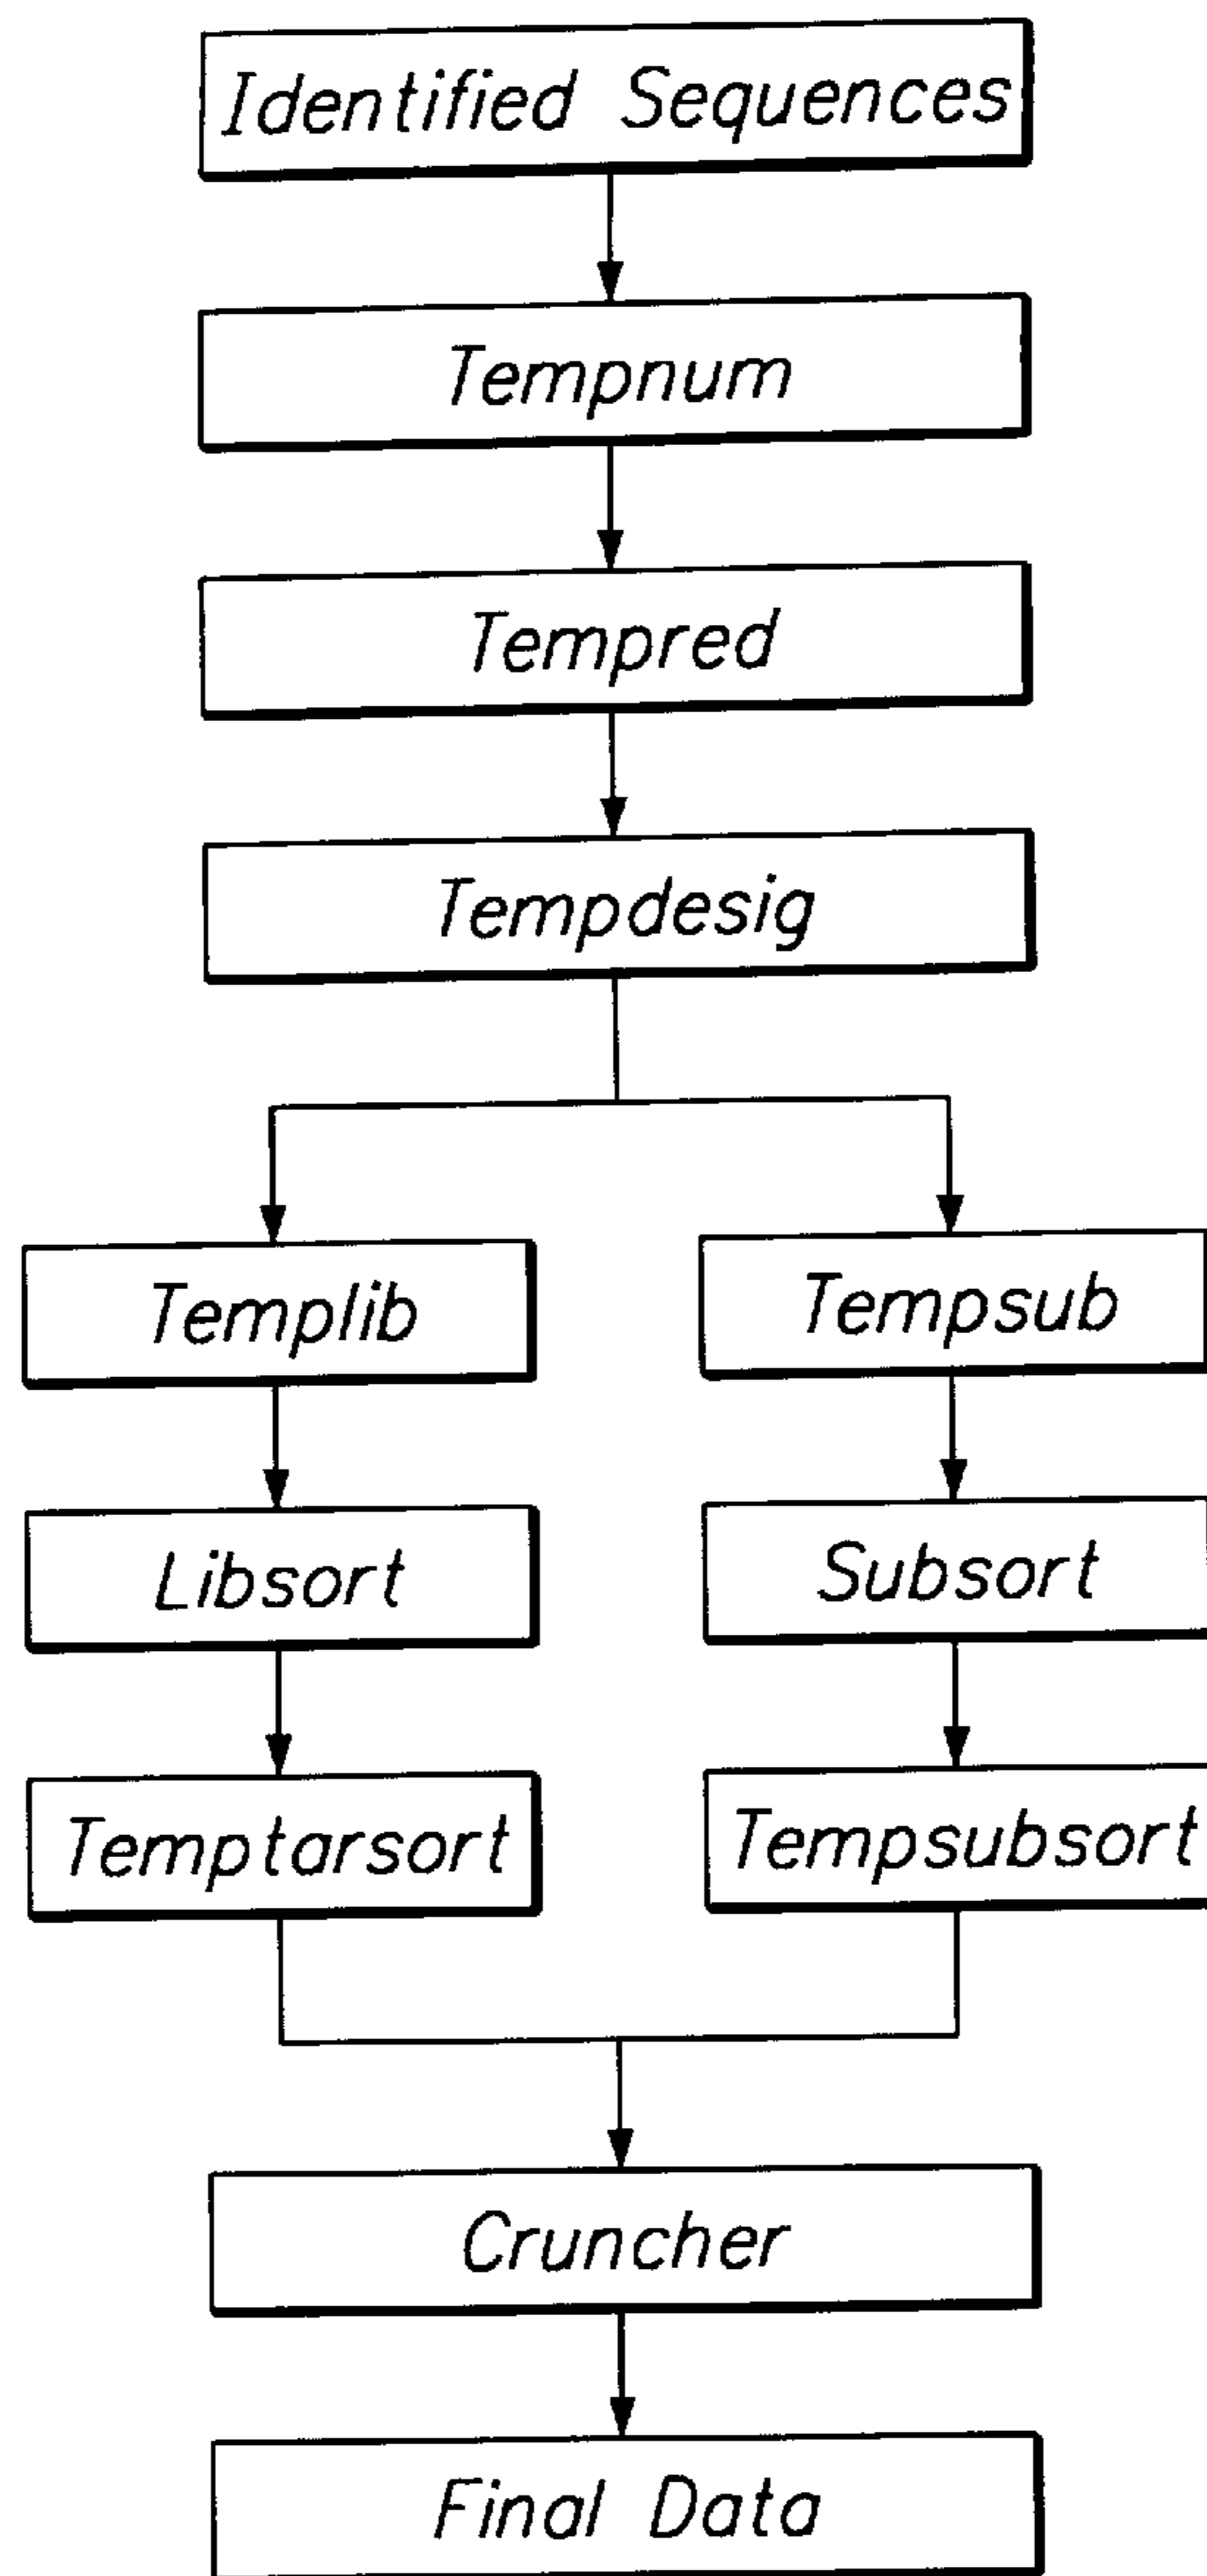 Identified Sequences
Tempnum
Tempred
Tempdesig
Templib
Tempsub
Libsort
Subsort
Temptarsort
Tempsubsort
Cruncher
Final Data